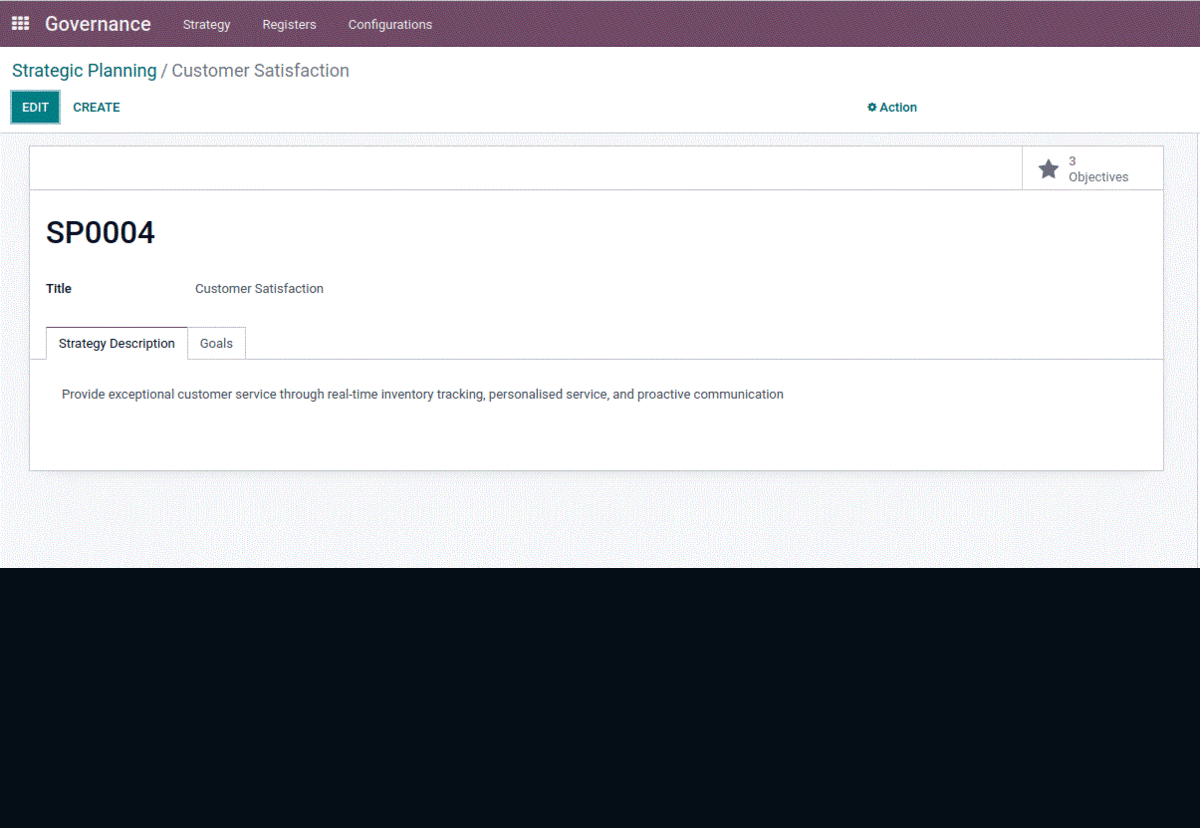 Governance Strategy Registers Configurations
Strategic Planning / Customer Satisfaction
EDIT CREATE Action
3
Objectives
SP0004
Title Customer Satisfaction
Strategy Description Goals
Provide exceptional customer service through real-time inventory tracking, personalised service, and proactive communication